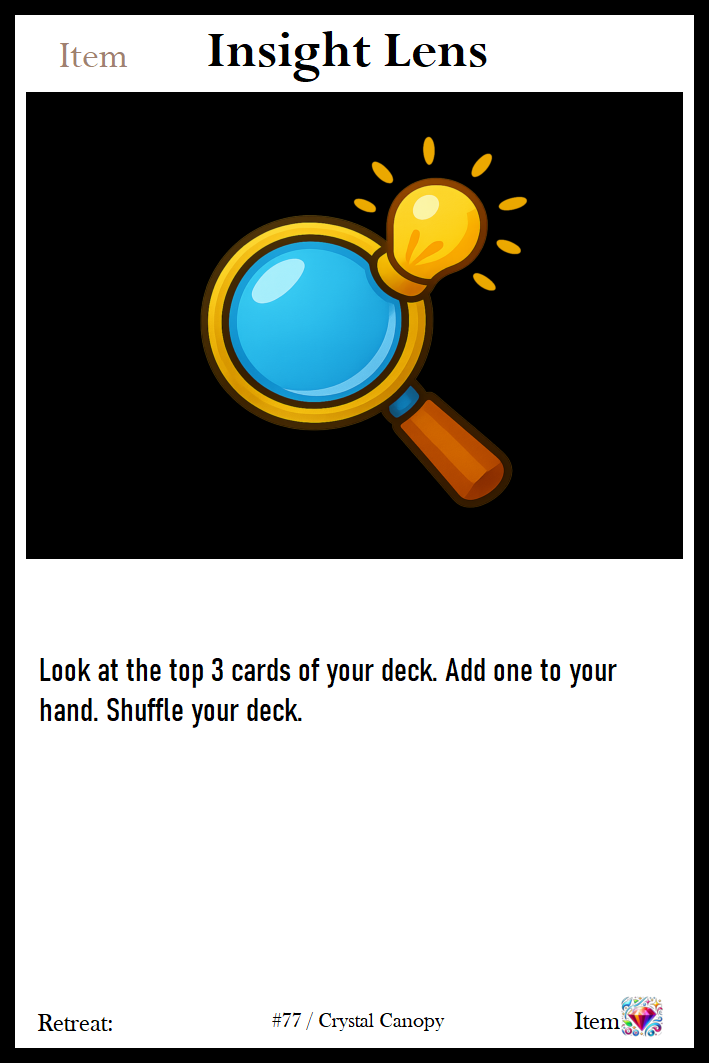 Item
Insight Lens
Look at the top 3 cards of your deck. Add one to your
hand. Shuffle your deck.
Retreat:
#77 / Crystal Canopy
Item